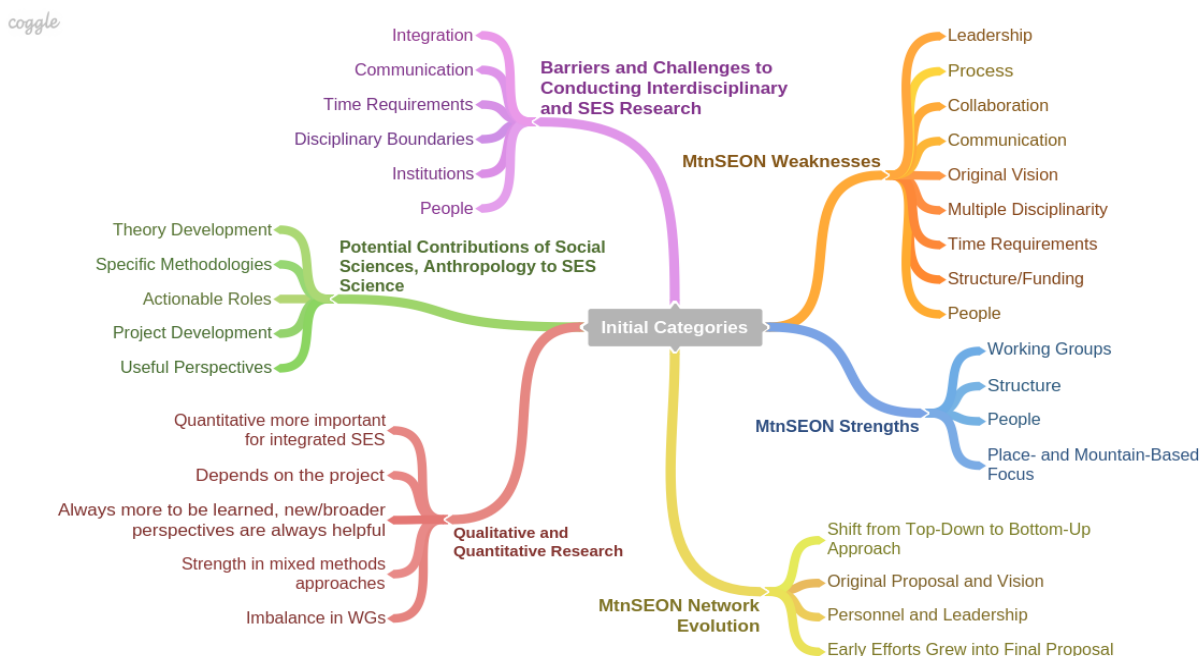 coggle
Integration
Communication
Time Requirements
Disciplinary Boundaries
Institutions
People
Barriers and Challenges to
Conducting Interdisciplinary
and SES Research
Leadership
Process
Collaboration
Communication
Original Vision
Multiple Disciplinarity
Time Requirements
Structure/Funding
People
MtnSEON Weaknesses
Theory Development
Specific Methodologies
Actionable Roles
Project Development
Useful Perspectives
Potential Contributions of Social
Sciences, Anthropology to SES
Science
Initial Categories
Working Groups
Structure
People
Place- and Mountain-Based
Focus
MtnSEON Strengths
Quantitative more important
for integrated SES
Depends on the project
Always more to be learned, new/broader
perspectives are always helpful
Strength in mixed methods
approaches
Imbalance in WGs
Qualitative and
Quantitative Research
Shift from Top-Down to Bottom-Up
Approach
Original Proposal and Vision
Personnel and Leadership
Early Efforts Grew into Final Proposal
MtnSEON Network
Evolution